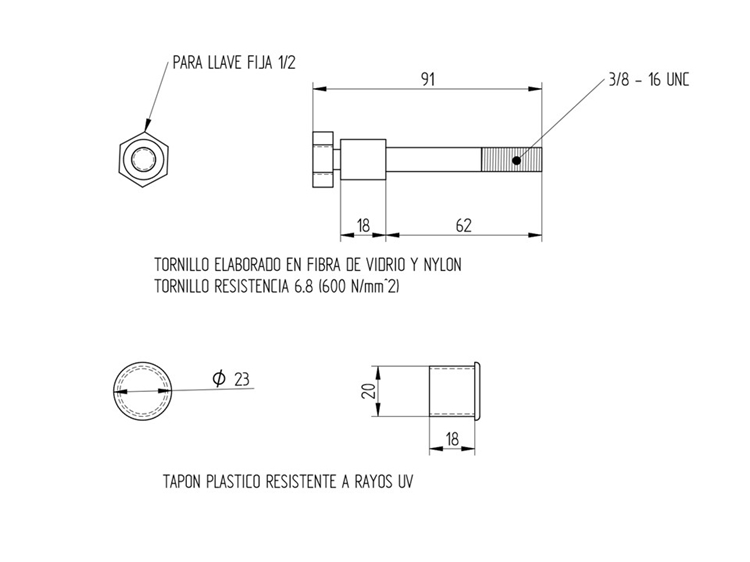 PARA LLAVE FIJA 1/2
91
3/8 - 16 UNC
18
62
TORNILLO ELABORADO EN FIBRA DE VIDRIO Y NYLON
TORNILLO RESISTENCIA 6.8 (600 N/mm^2)
Ø 23
20
18
TAPON PLASTICO RESISTENTE A RAYOS UV